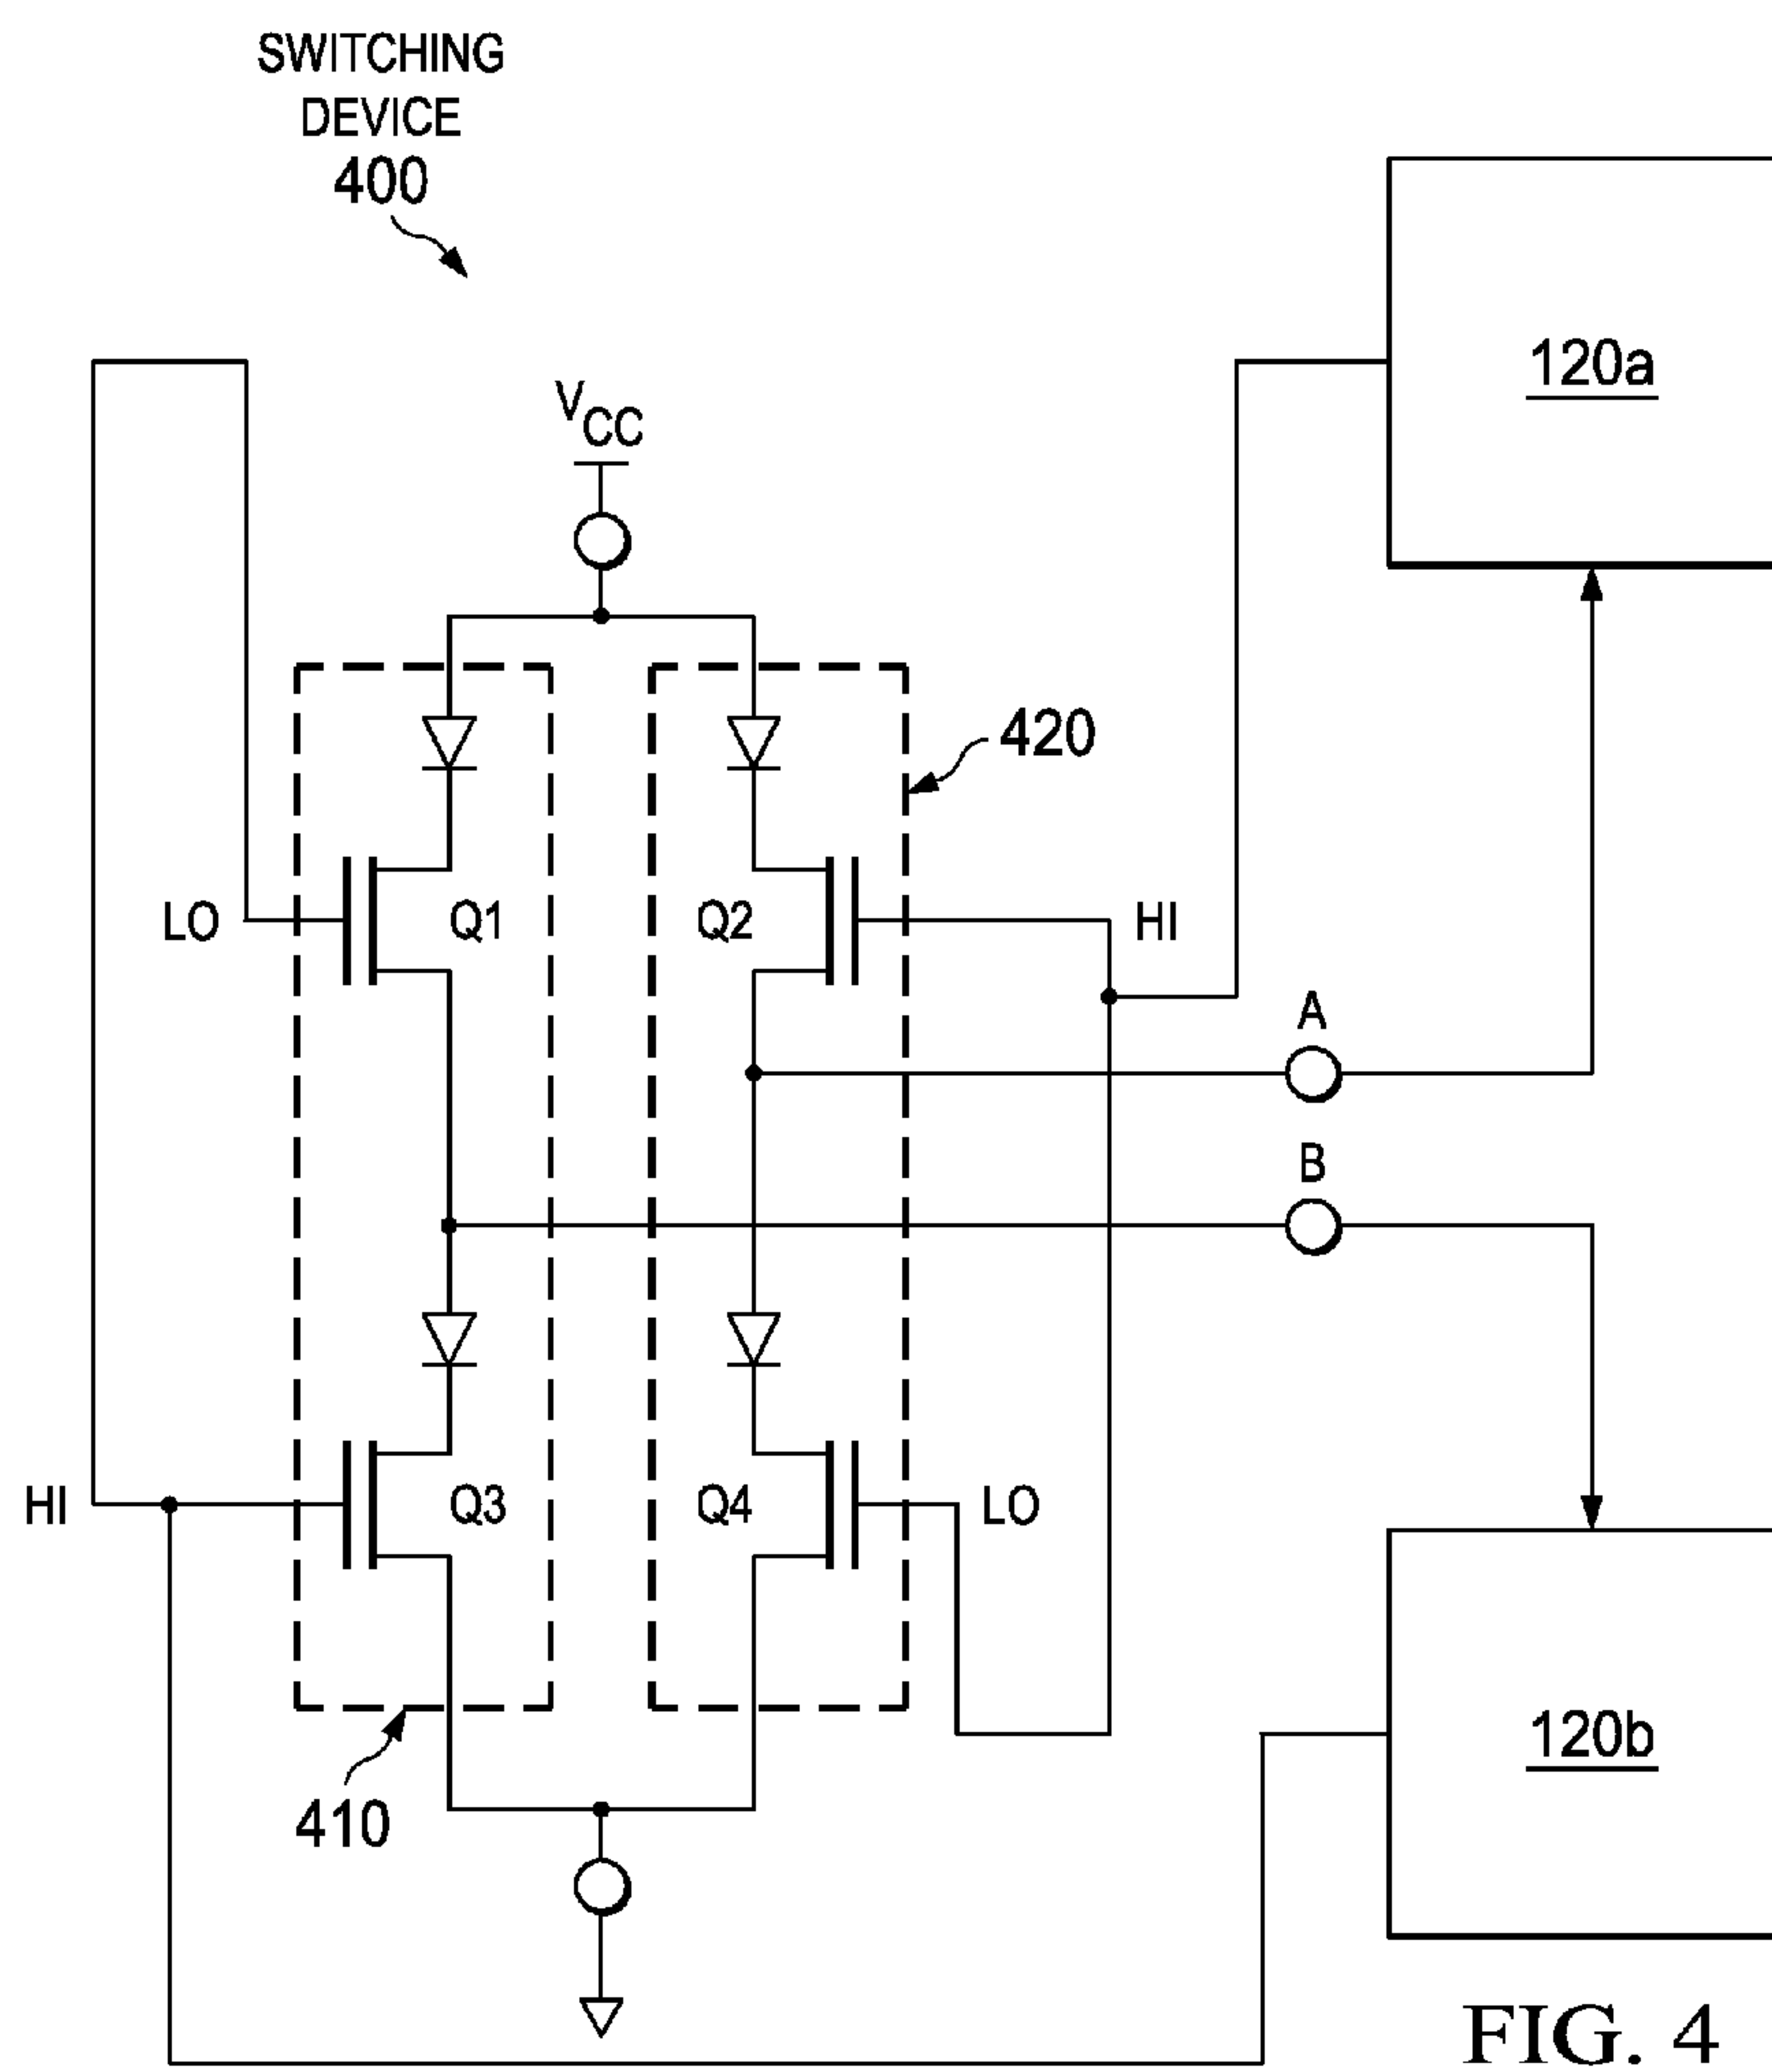 SWITCHING
DEVICE
400
120a
VCC
420
LO
Q1
Q2
HI
A
B
HI
Q3
Q4
LO
120b
410
FIG. 4